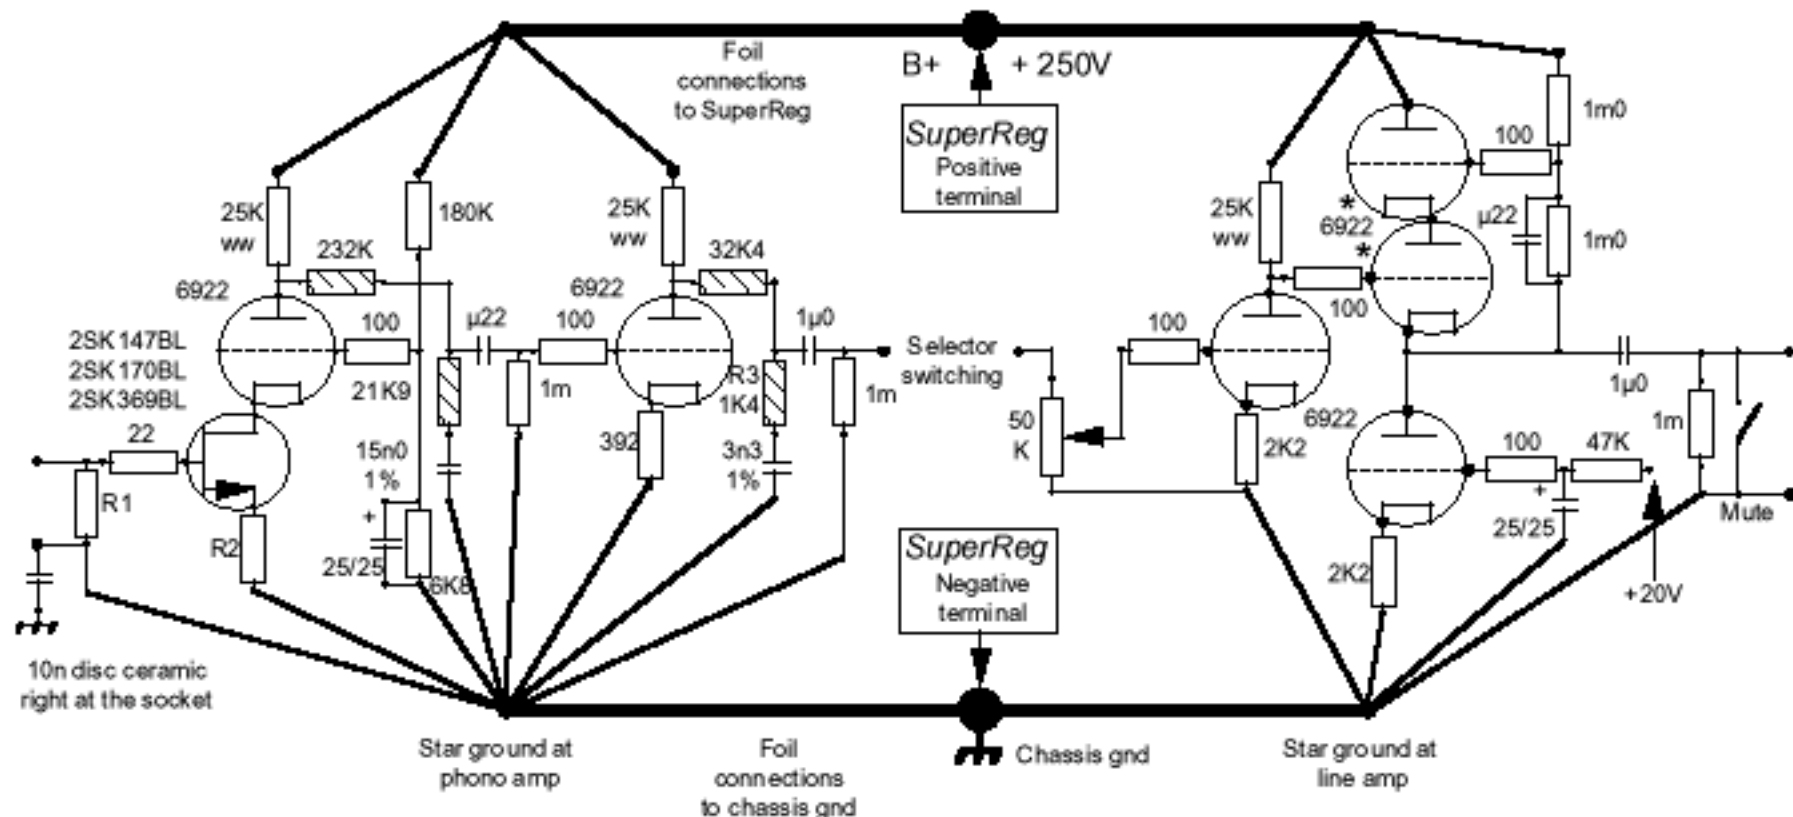 Foil
connections
to SuperReg
B+
+ 250V
SuperReg
Positive
terminal
25K
ww
180K
25K
ww
232K
32K4
6922
6922
2SK147BL
2SK170BL
2SK369BL
100
µ22
100
1µ0
21K9
1m
R3
1K4
1m
22
R1
R2
15n0
1%
392
3n3
1%
+
25/25
6K8
10n disc ceramic
right at the socket
Selector
switching
50
K
25K
ww
100
100
*
6922
*
100
1m0
µ22
1m0
6922
2K2
100
47K
+
25/25
2K2
+20V
1µ0
1m
Mute
SuperReg
Negative
terminal
Star ground at
phono amp
Foil
connections
to chassis gnd
Chassis gnd
Star ground at
line amp